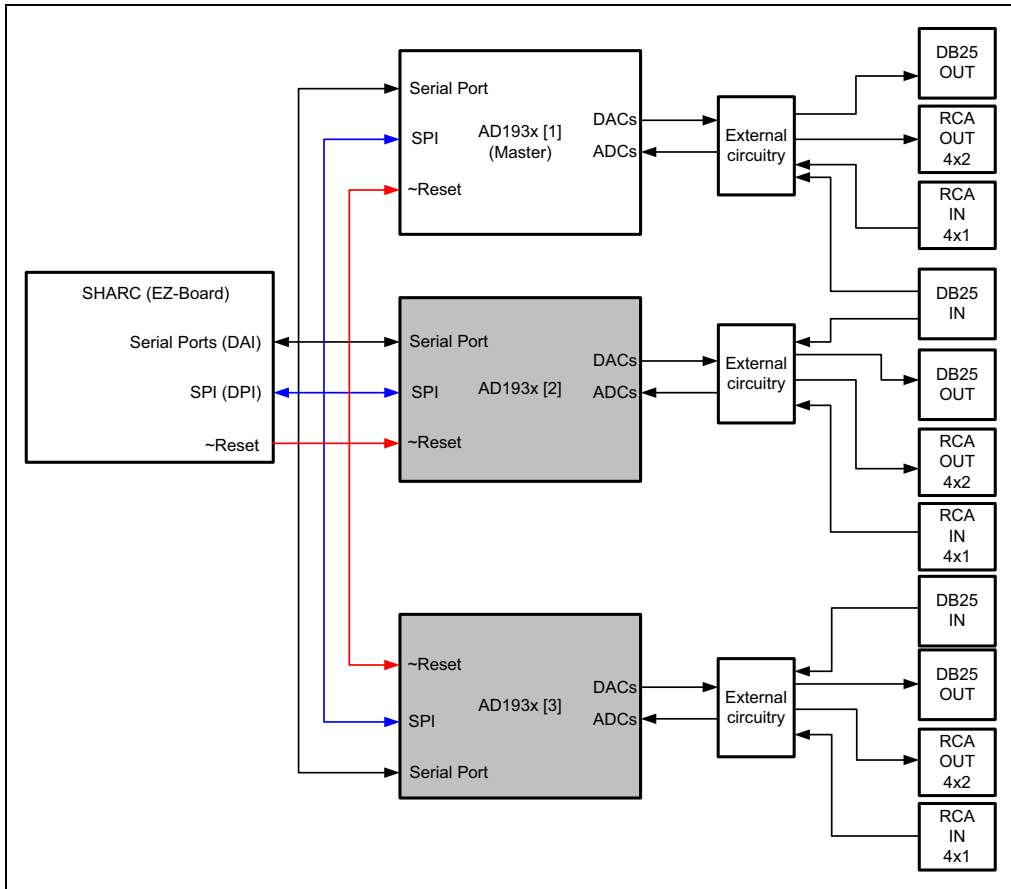 SHARC (EZ-Board)
Serial Ports (DAI)
SPI (DPI)
~Reset
Serial Port
SPI
AD193x [1]
(Master)
~Reset
DACs
ADCs
External
circuitry
DB25
OUT
RCA
OUT
4x2
RCA
IN
4x1
DB25
IN
Serial Port
SPI
AD193x [2]
~Reset
DACs
ADCs
External
circuitry
DB25
OUT
RCA
OUT
4x2
RCA
IN
4x1
~Reset
SPI
AD193x [3]
Serial Port
DACs
ADCs
External
circuitry
DB25
IN
DB25
OUT
RCA
OUT
4x2
RCA
IN
4x1